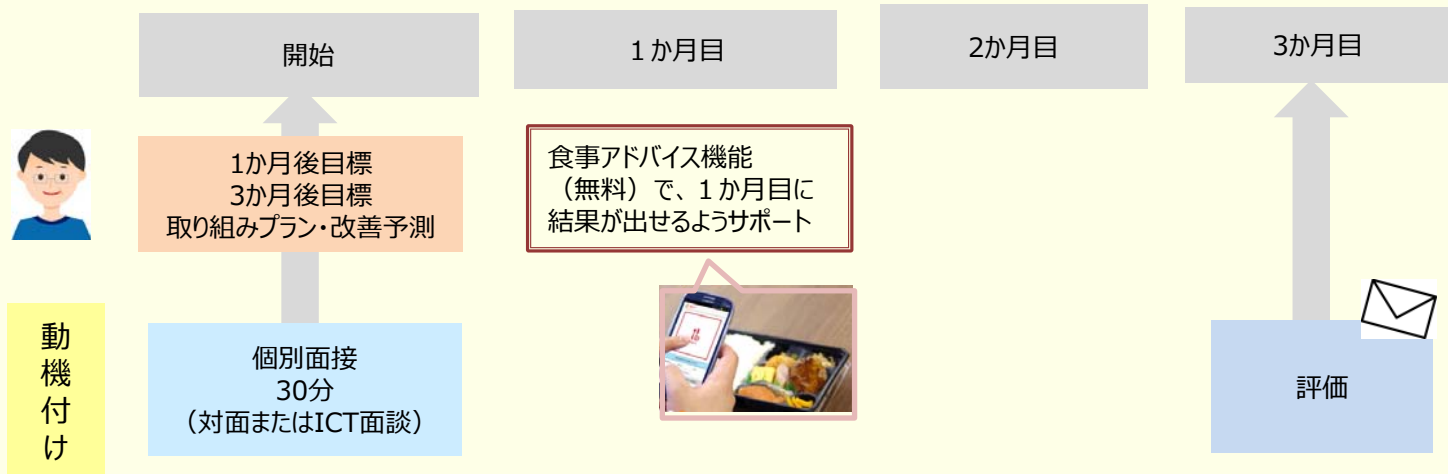 開始
１か月目
2か月目
3か月目
1か月後目標
3か月後目標
取り組みプラン・改善予測
食事アドバイス機能
（無料）で、１か月目に
結果が出せるようサポート
動機付け
個別面接
30分
（対面またはICT面談）
評価